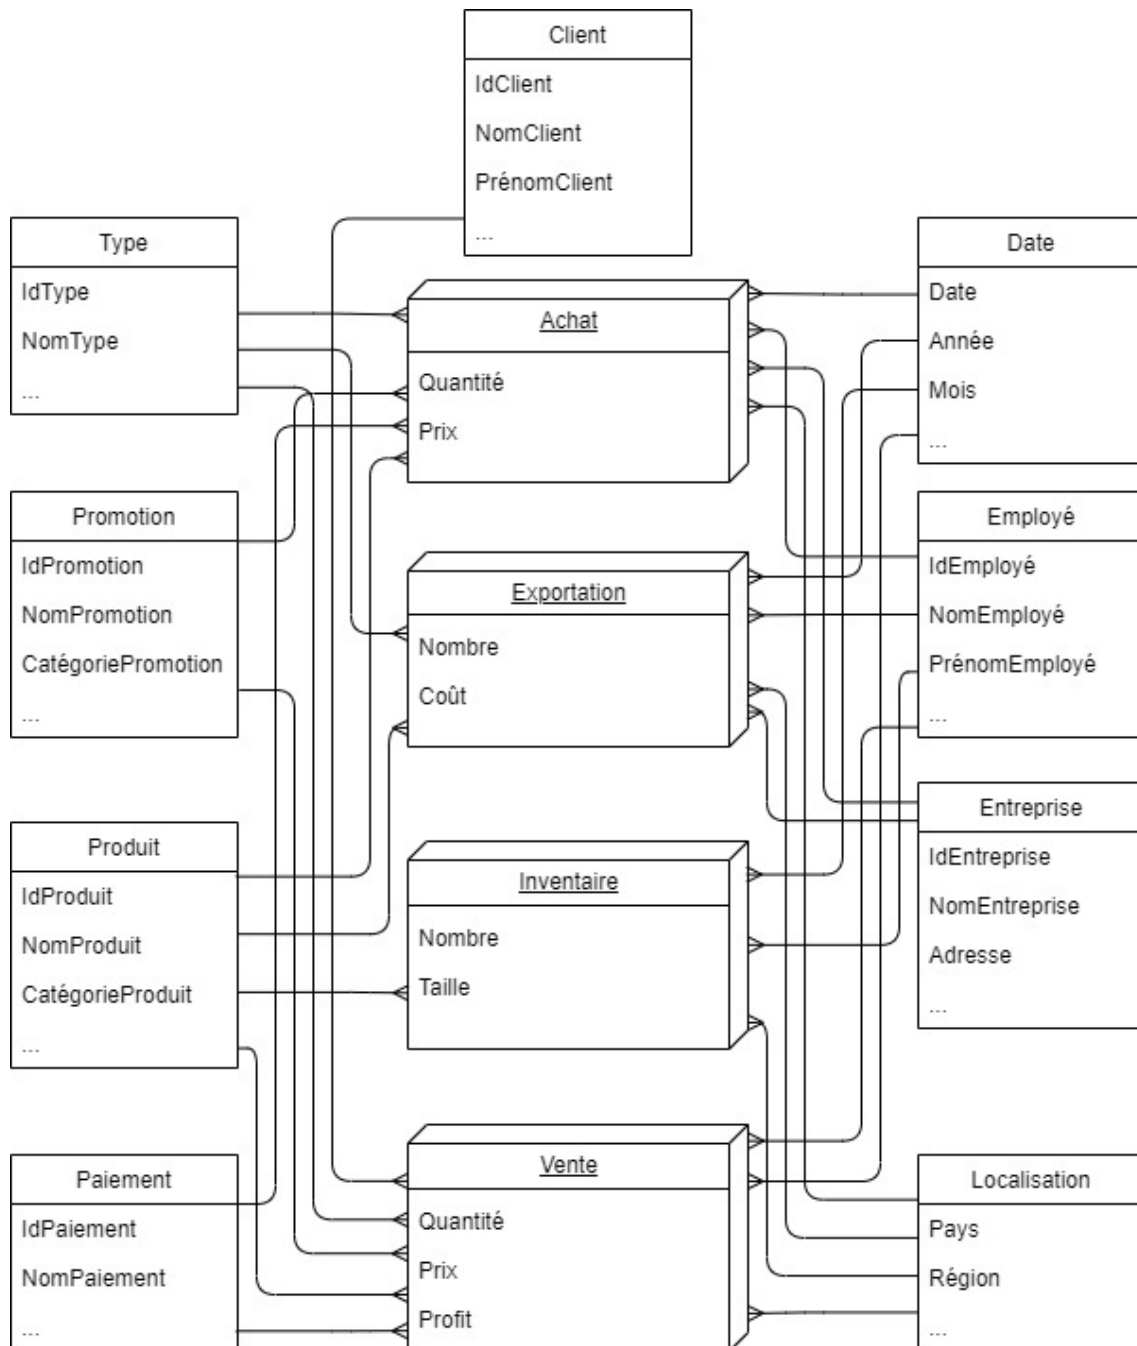 Client
IdClient
NomClient
PrénomClient
...
Type
IdType
NomType
...
Promotion
IdPromotion
NomPromotion
CatégoriePromotion
...
Produit
IdProduit
NomProduit
CatégorieProduit
...
Paiement
IdPaiement
NomPaiement
...
Achat
Quantité
Prix
Exportation
Nombre
Coût
Inventaire
Nombre
Taille
Vente
Quantité
Prix
Profit
Date
Date
Année
Mois
...
Employé
IdEmployé
NomEmployé
PrénomEmployé
...
Entreprise
IdEntreprise
NomEntreprise
Adresse
...
Localisation
Pays
Région
...